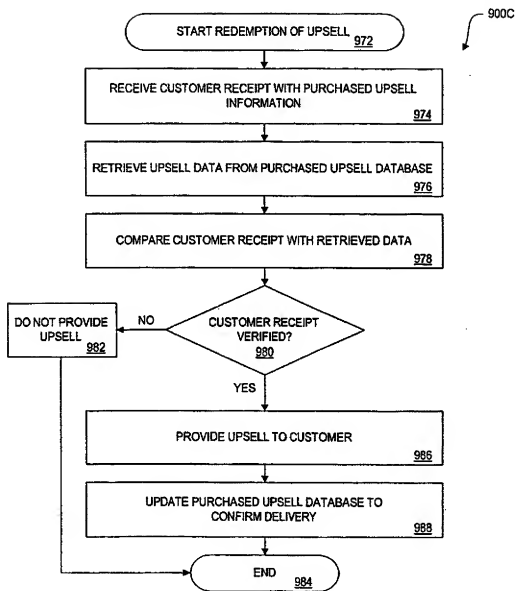 900C
START REDEMPTION OF UPSELL
972
RECEIVE CUSTOMER RECEIPT WITH PURCHASED UPSELL
INFORMATION
974
RETRIEVE UPSELL DATA FROM PURCHASED UPSELL DATABASE
976
COMPARE CUSTOMER RECEIPT WITH RETRIEVED DATA
978
CUSTOMER RECEIPT
VERIFIED?
980
NO
DO NOT PROVIDE
UPSELL
982
YES
PROVIDE UPSELL TO CUSTOMER
986
UPDATE PURCHASED UPSELL DATABASE TO
CONFIRM DELIVERY
988
END
984